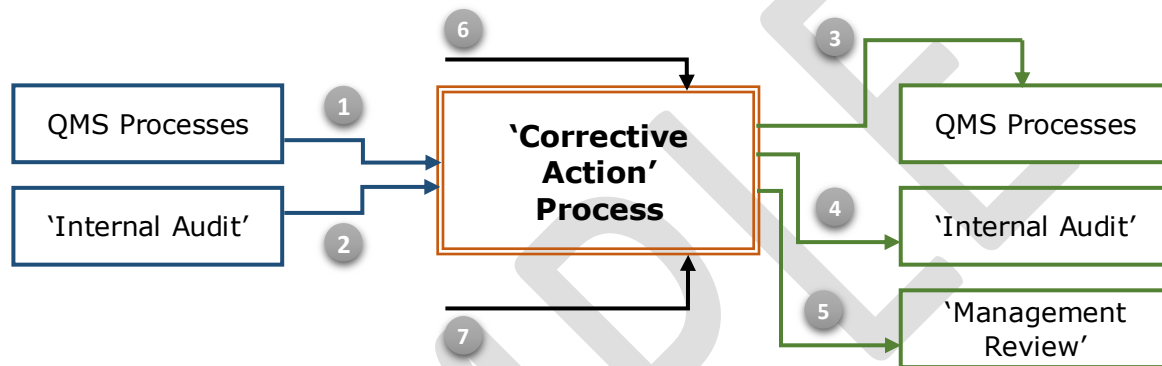 6
3
QMS Processes
1
‘Corrective
Action’
Process
QMS Processes
‘Internal Audit’
2
4
‘Internal Audit’
7
5
‘Management
Review’